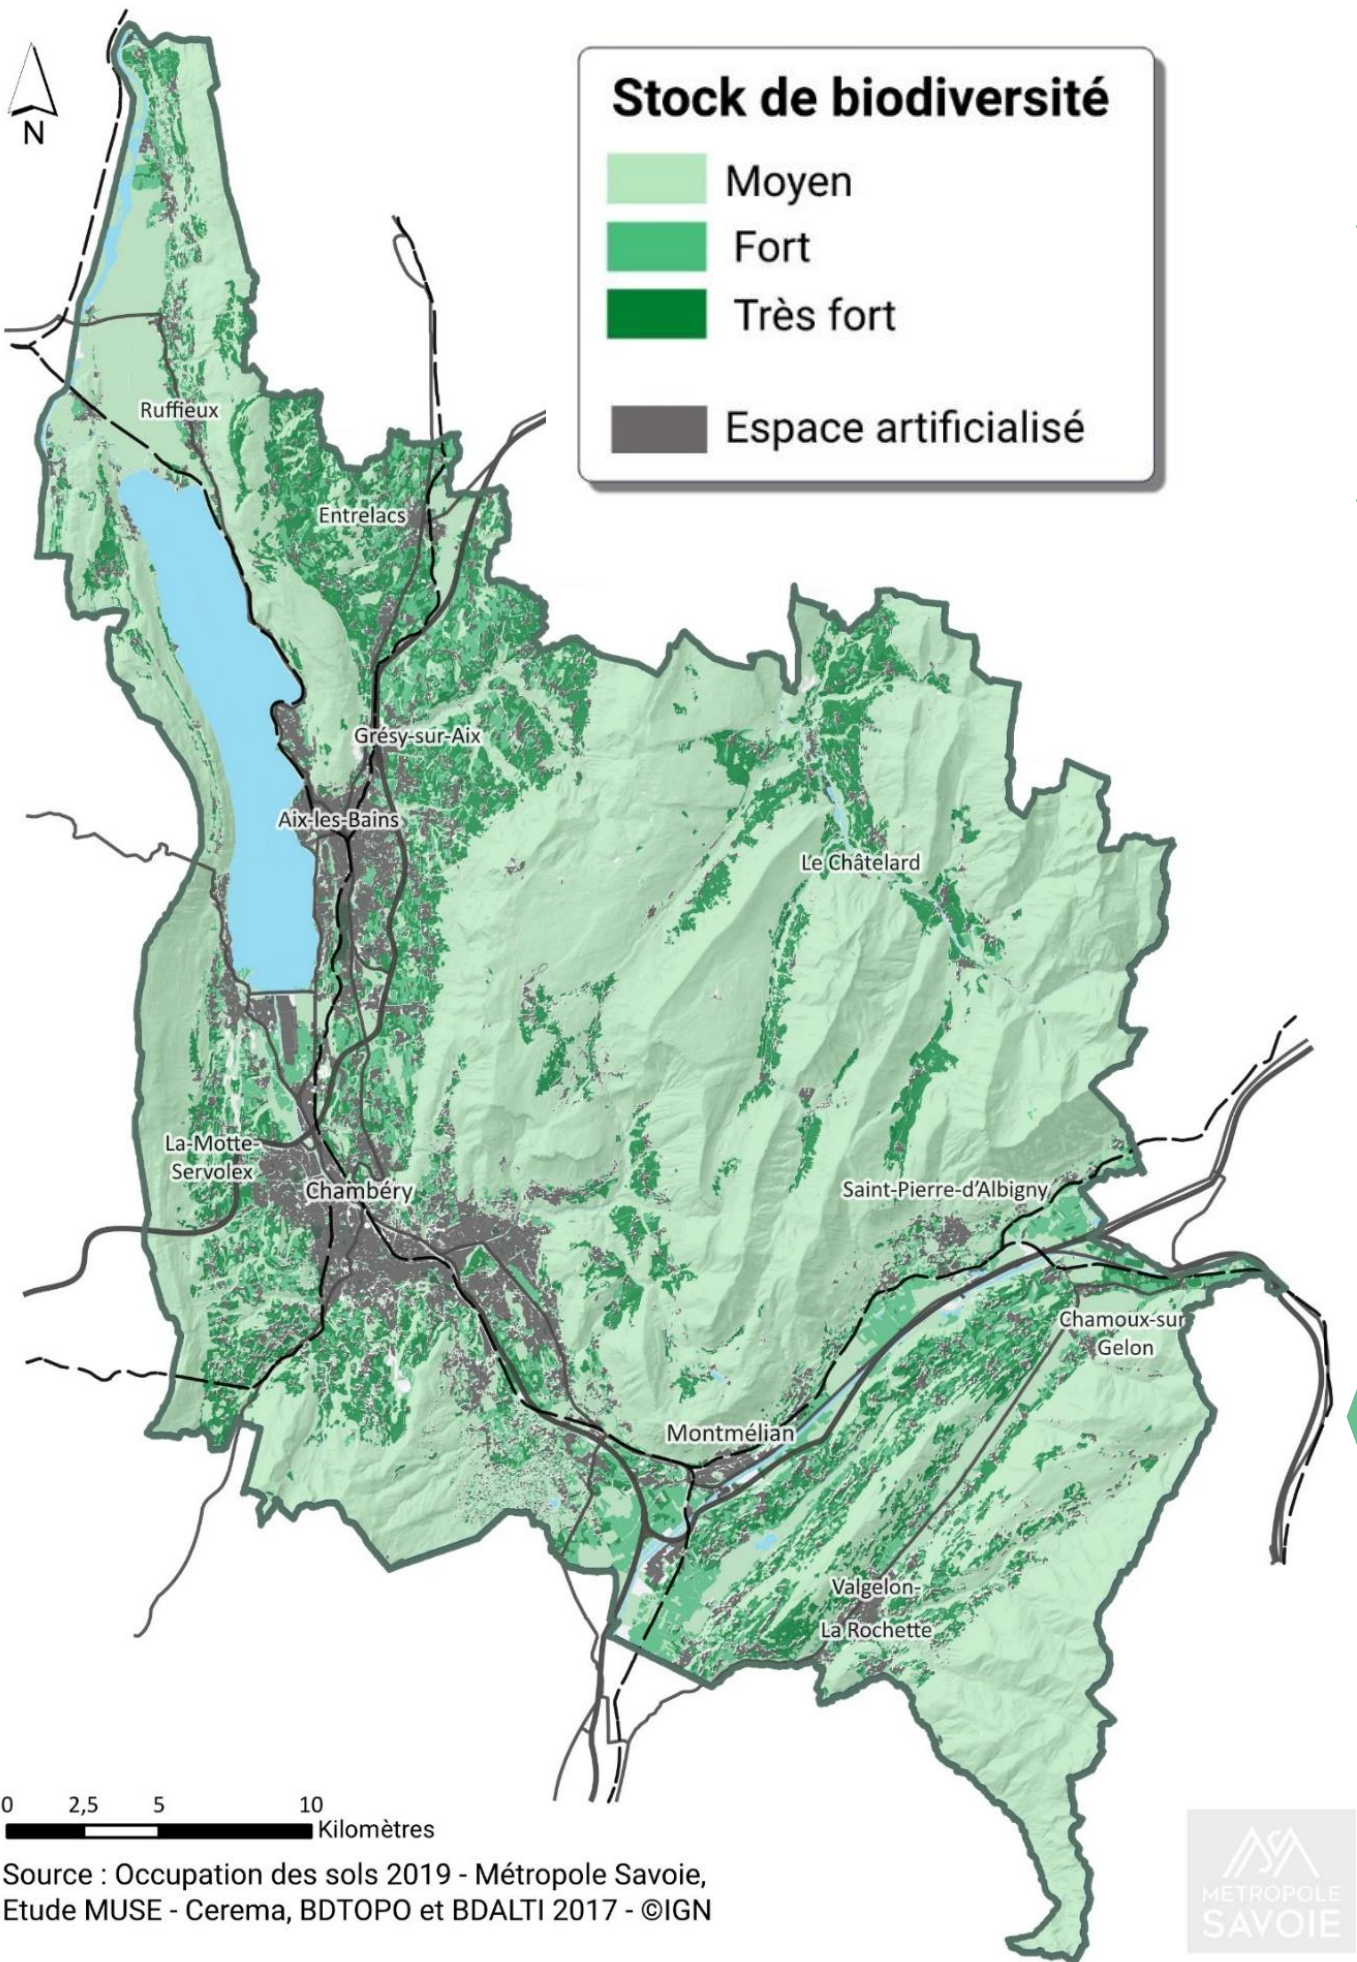 N
Stock de biodiversité
Moyen
Fort
Très fort
Espace artificialisé
Ruffieux
Entrelacs
Grésy-sur-Aix
Aix-les-Bains
Le Châtelard
La-Motte-
Servolex
Chambéry
Saint-Pierre-d'Albigny
Chamoux-sur
Gelon
Montmélian
Valgelon-
La Rochette
0 2,5 5 10
Kilomètres
Source : Occupation des sols 2019 - Métropole Savoie,
Etude MUSE - Cerema, BDTOPO et BDALTI 2017 - ©IGN
METROPOLE
SAVOIE